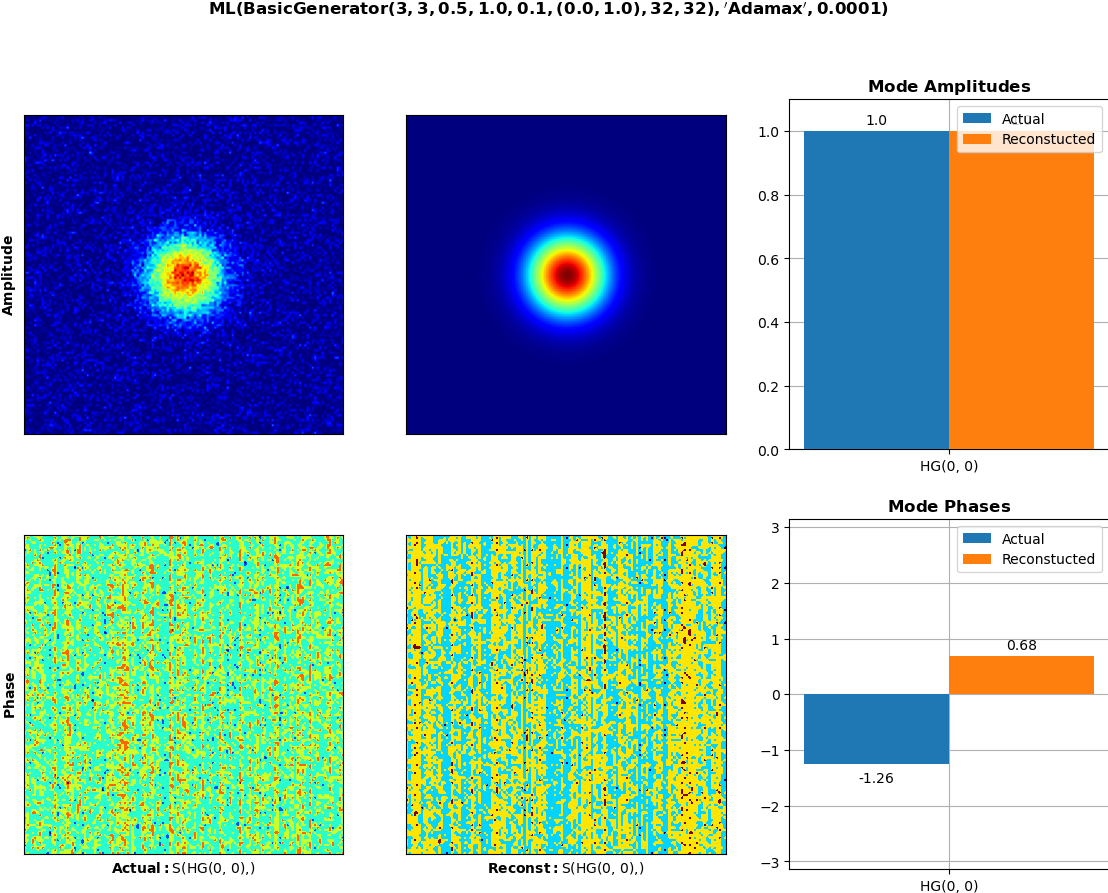 ML(BasicGenerator(3, 3, 0.5, 1.0, 0.1, (0.0, 1.0), 32, 32), ′Adamax′, 0.0001)
Mode Amplitudes
Amplitude
1.0
Actual
Reconstucted
1.0
0.8
0.6
0.4
0.2
0.0
HG(0, 0)
Mode Phases
Phase
Actual
Reconstucted
3
2
1
0
−1
−2
−3
0.68
-1.26
HG(0, 0)
Actual: S(HG(0, 0),)
Reconst: S(HG(0, 0),)